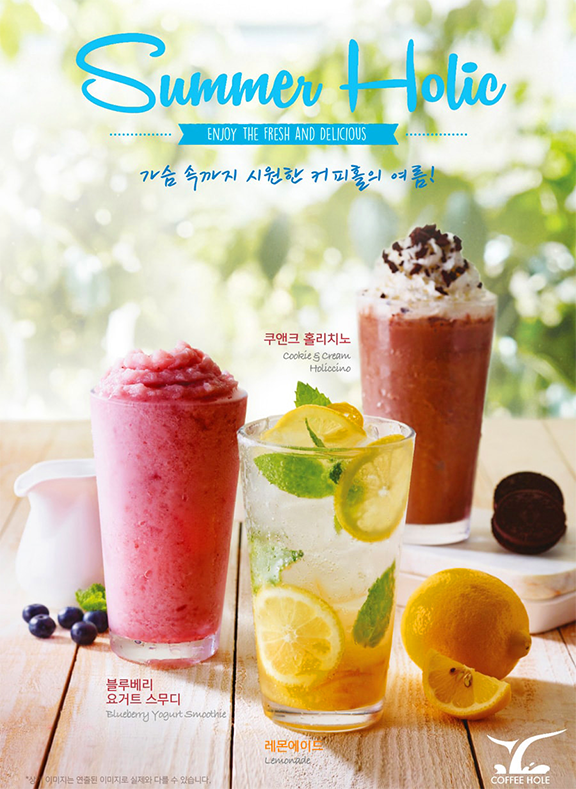 Summer Holic
ENJOY THE FRESH AND DELICIOUS
가슴 속까지 시원한 커피홀의 여름!
쿠앤크 홀리치노
Cookie & Cream
Holiccino
블루베리
요거트 스무디
Blueberry Yogurt Smoothie
레몬에이드
Lemonade
*상기 이미지는 연출된 이미지로 실제와 다를 수 있습니다.
COFFEE HOLE